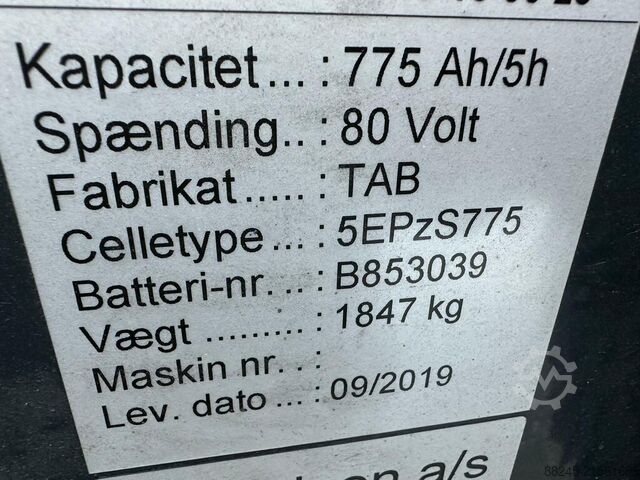 Kapacitet... : 775 Ah/5h
Spænding.. : 80 Volt
Fabrikat..... : TAB
Celletype ... : 5EPzS775
Batteri-nr. .. : B853039
Vægt ......... : 1847 kg
Maskin nr. . :
Lev. dato ... : 09/2019
a/s